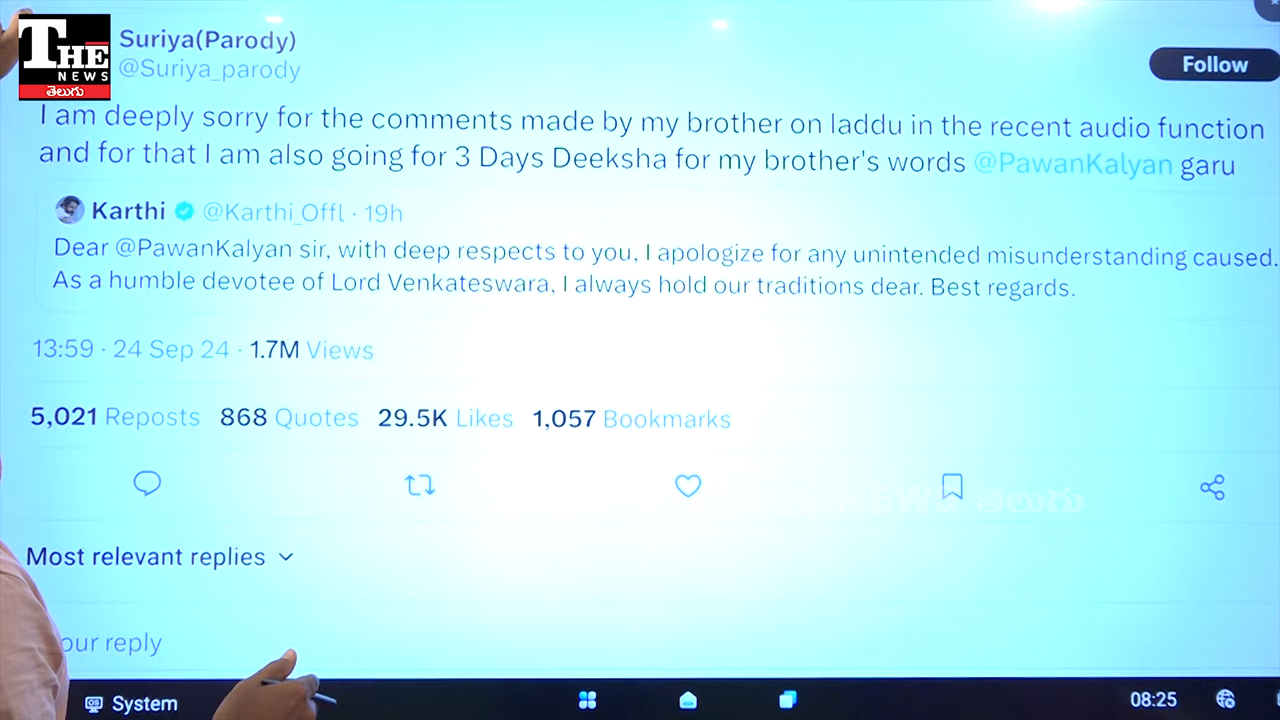 THE
NEWS
తెలుగు
Suriya(Parody)
@Suriya_parody
Follow
I am deeply sorry for the comments made by my brother on laddu in the recent audio function
and for that I am also going for 3 Days Deeksha for my brother's words @PawanKalyan garu
Karthi @Karthi_Offl · 19h
Dear @PawanKalyan sir, with deep respects to you, I apologize for any unintended misunderstanding caused.
As a humble devotee of Lord Venkateswara, I always hold our traditions dear. Best regards.
13:59 · 24 Sep 24 · 1.7M Views
5,021 Reposts 868 Quotes 29.5K Likes 1,057 Bookmarks
NEWS తెలుగు
Most relevant replies
our reply
System
08:25